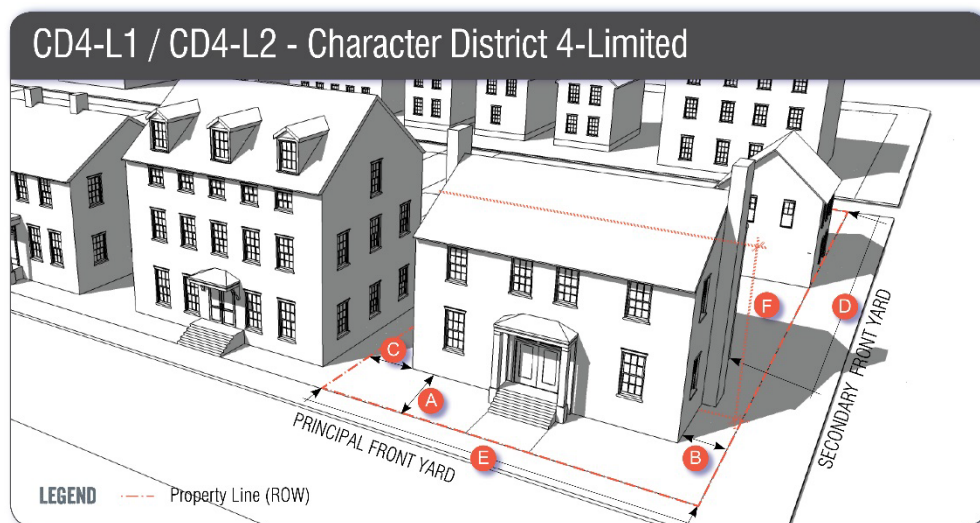 CD4-L1 / CD4-L2 - Character District 4-Limited
F
D
C
A
B
E
PRINCIPAL FRONT YARD
SECONDARY FRONT YARD
LEGEND Property Line (ROW)